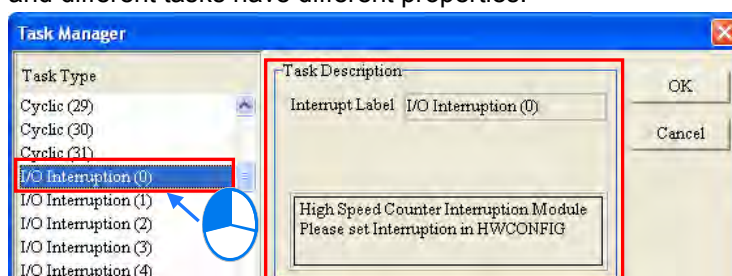 and different tasks have different properties.
Task Manager
Task Type
Cyclic (29)
Cyclic (30)
Cyclic (31)
I/O Interruption (0)
I/O Interruption (1)
I/O Interruption (2)
I/O Interruption (3)
I/O Interruption (4)
Task Description
Interrupt Label I/O Interruption (0)
High Speed Counter Interruption Module
Please set Interruption in HWCONFIG
OK
Cancel